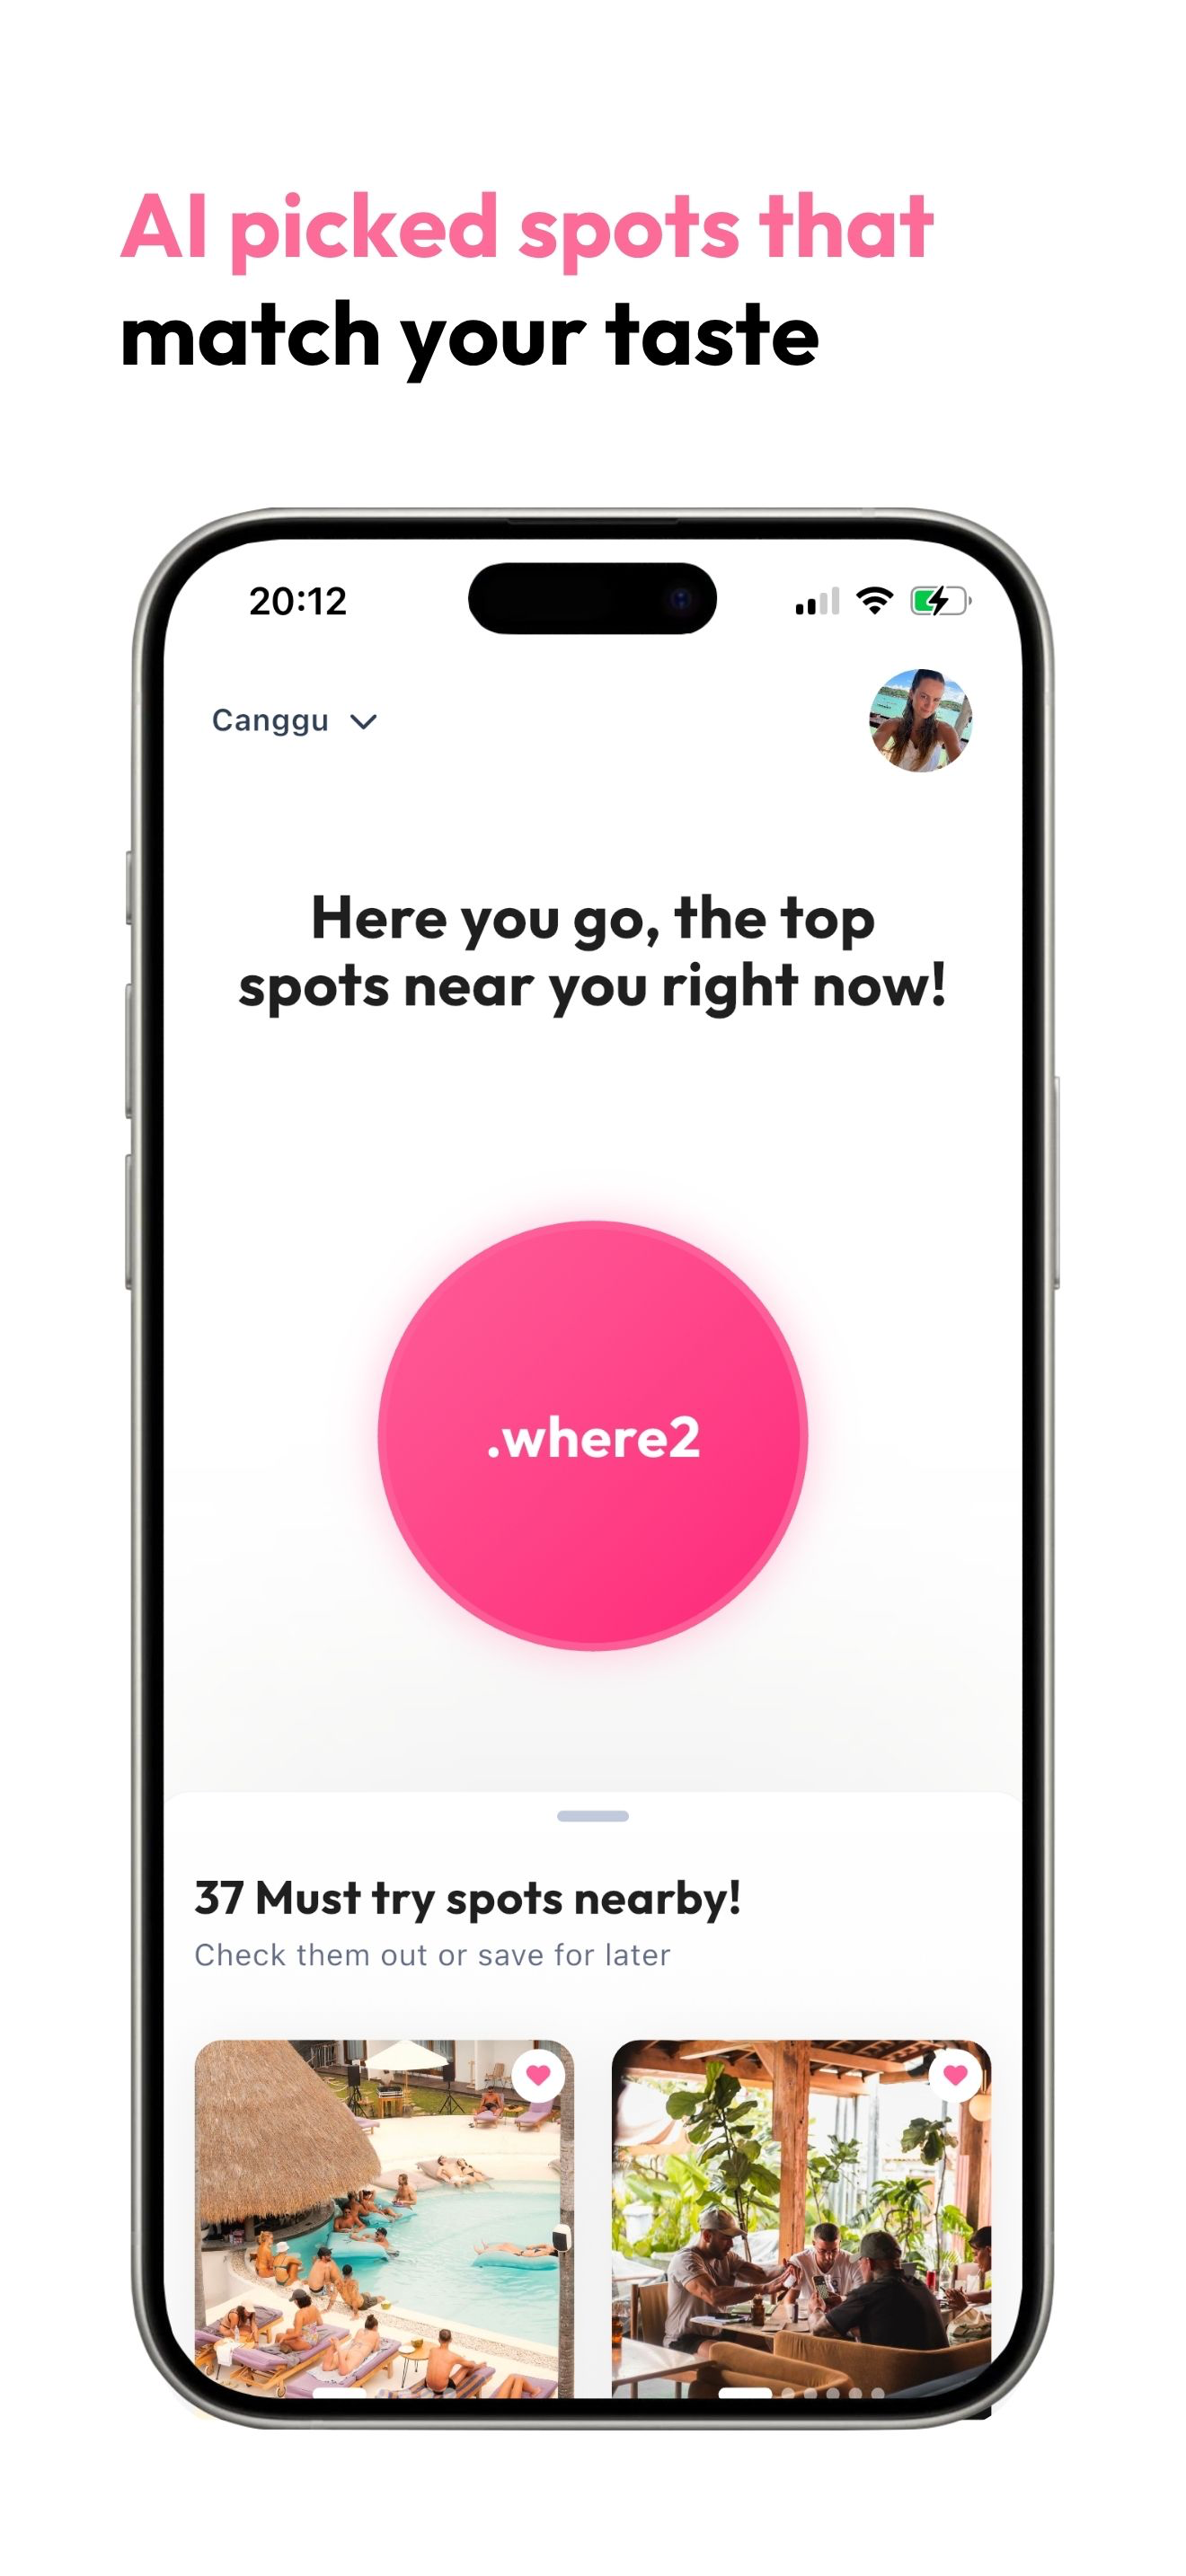 AI picked spots that
match your taste
20:12
Canggu
Here you go, the top
spots near you right now!
.where2
37 Must try spots nearby!
Check them out or save for later